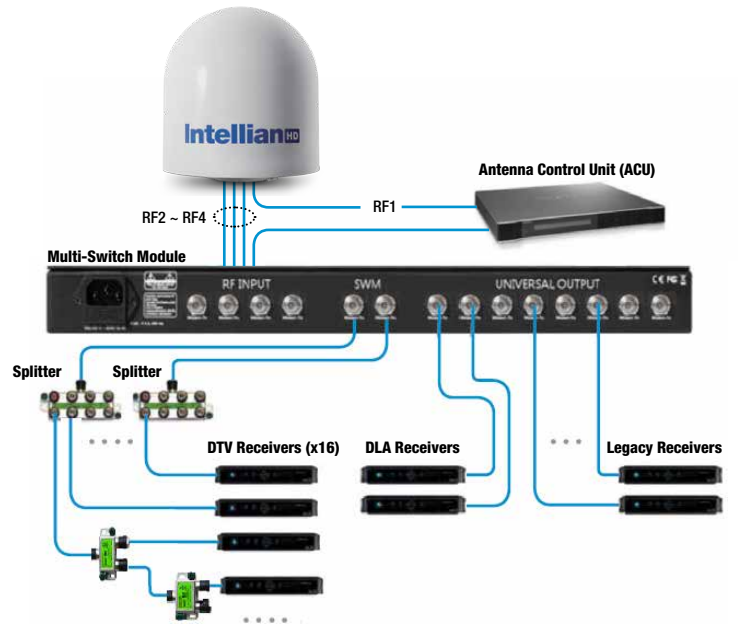 Intellian HD
Antenna Control Unit (ACU)
RF1
RF2 ~ RF4
Multi-Switch Module
RF INPUT
SWM
UNIVERSAL OUTPUT
Splitter
Splitter
DTV Receivers (x16)
DLA Receivers
Legacy Receivers